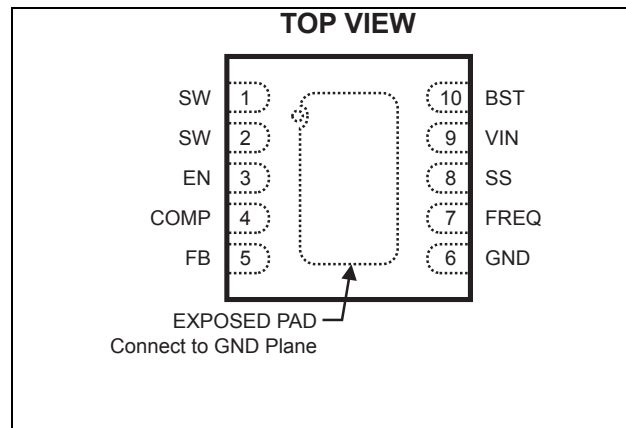 TOP VIEW
SW 1 10 BST
SW 2 9 VIN
EN 3 8 SS
COMP 4 7 FREQ
FB 5 6 GND
EXPOSED PAD
Connect to GND Plane